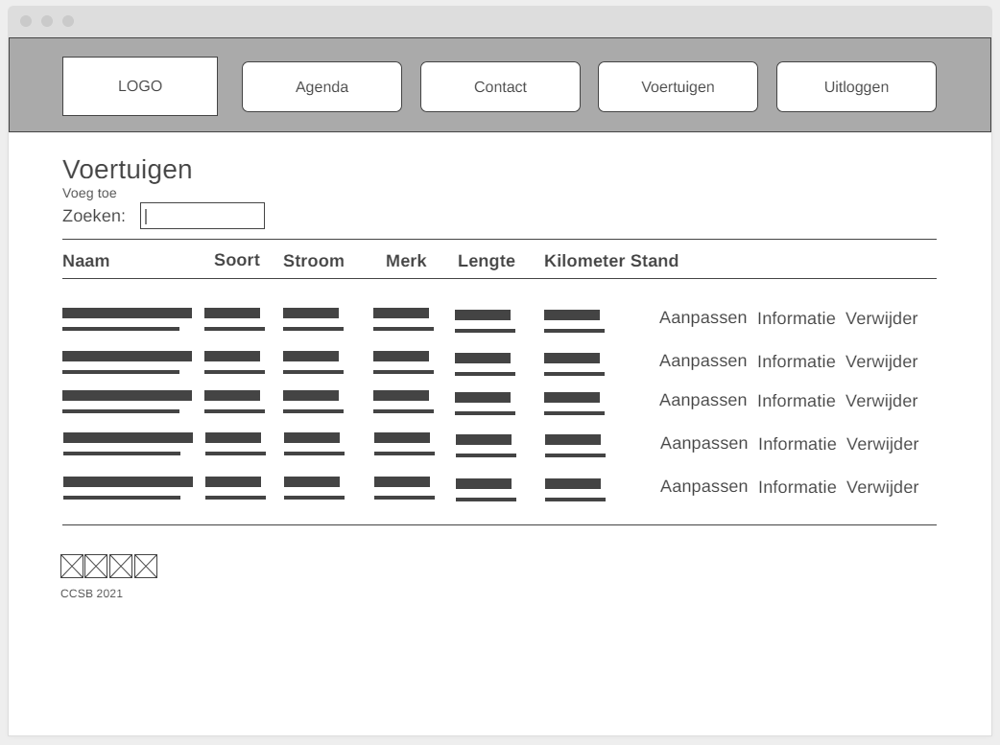 LOGO Agenda Contact Voertuigen Uitloggen
Voertuigen
Voeg toe
Zoeken:
Naam Soort Stroom Merk Lengte Kilometer Stand
Aanpassen Informatie Verwijder
Aanpassen Informatie Verwijder
Aanpassen Informatie Verwijder
Aanpassen Informatie Verwijder
Aanpassen Informatie Verwijder
CCSB 2021